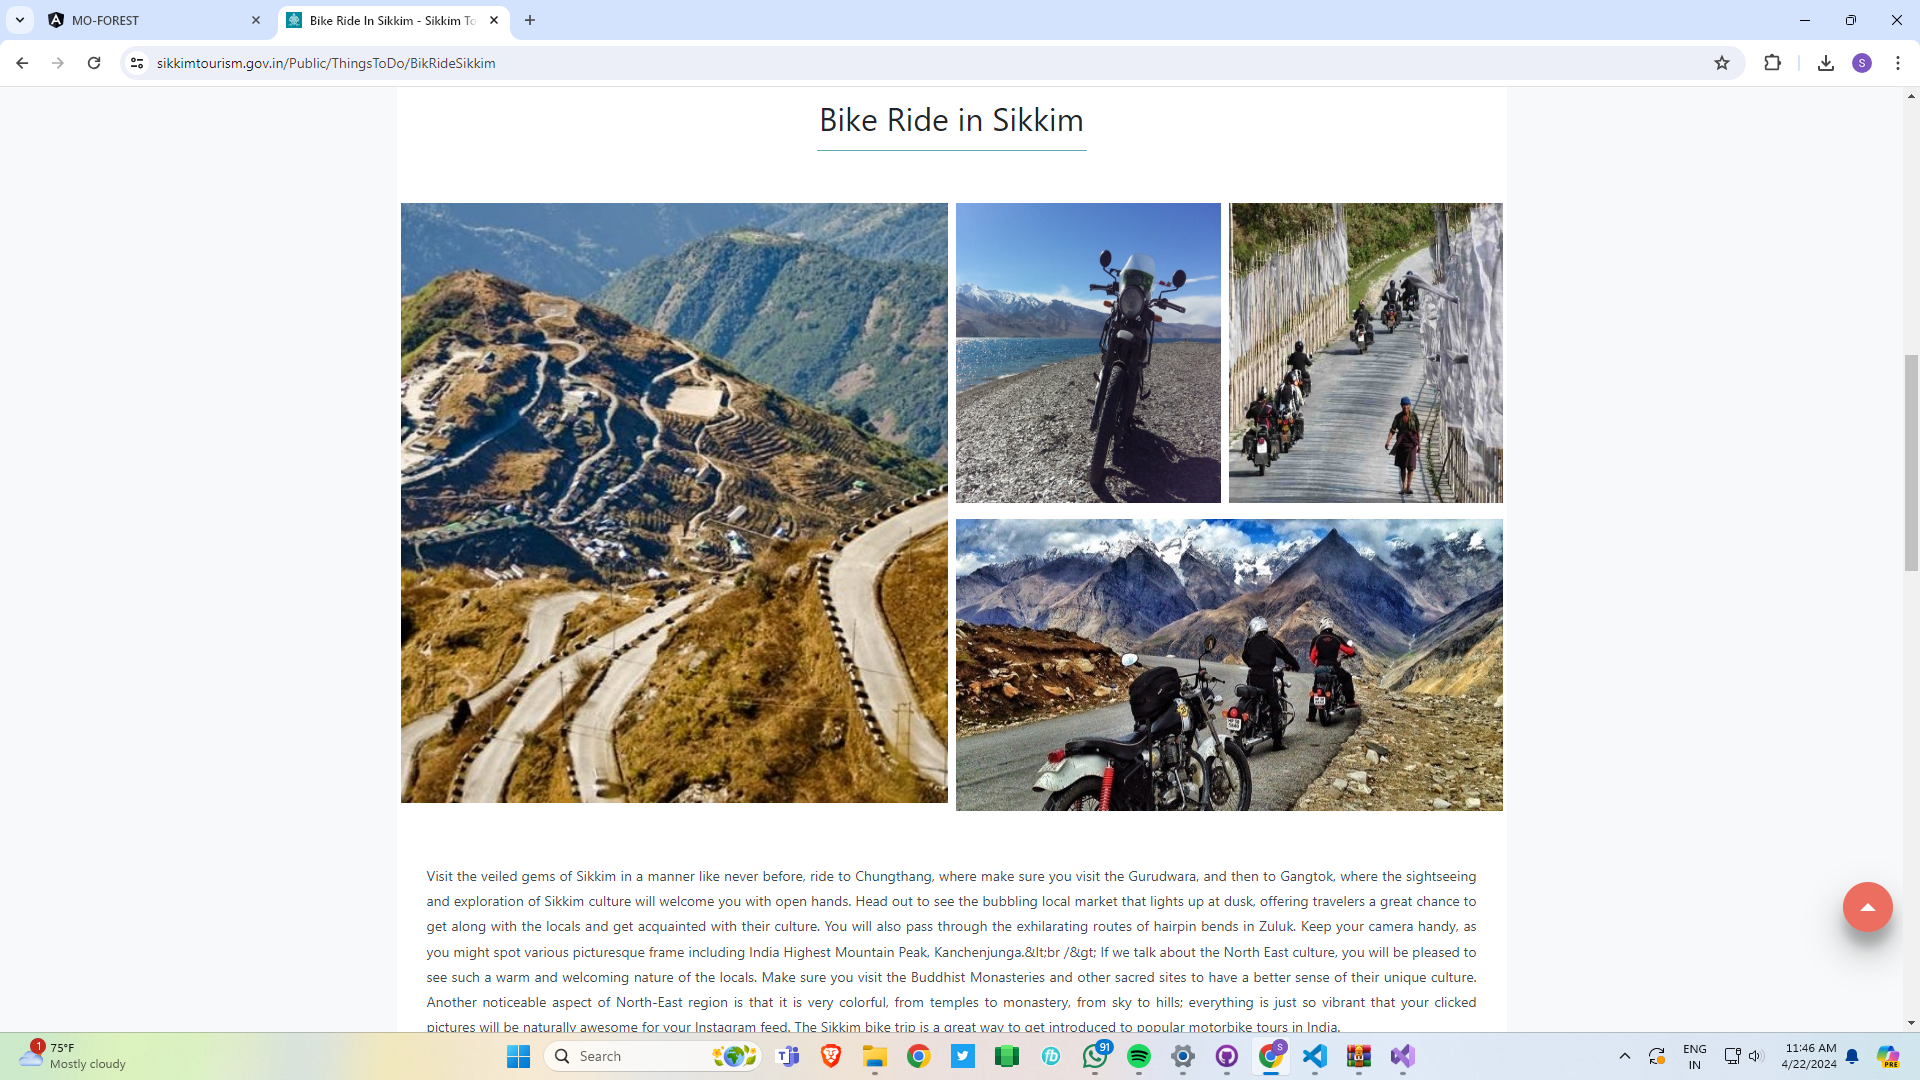 MO-FOREST
Bike Ride In Sikkim - Sikkim To
sikkimtourism.gov.in/Public/ThingsToDo/BikRideSikkim
S
Bike Ride in Sikkim
Visit the veiled gems of Sikkim in a manner like never before, ride to Chungthang, where make sure you visit the Gurudwara, and then to Gangtok, where the sightseeing
and exploration of Sikkim culture will welcome you with open hands. Head out to see the bubbling local market that lights up at dusk, offering travelers a great chance to
get along with the locals and get acquainted with their culture. You will also pass through the exhilarating routes of hairpin bends in Zuluk. Keep your camera handy, as
you might spot various picturesque frame including India Highest Mountain Peak, Kanchenjunga.&lt;br /&gt; If we talk about the North East culture, you will be pleased to
see such a warm and welcoming nature of the locals. Make sure you visit the Buddhist Monasteries and other sacred sites to have a better sense of their unique culture.
Another noticeable aspect of North-East region is that it is very colorful, from temples to monastery, from sky to hills; everything is just so vibrant that your clicked
pictures will be naturally awesome for your Instagram feed. The Sikkim bike trip is a great way to get introduced to popular motorbike tours in India.
1
75°F
Mostly cloudy
Search
91
S
ENG
IN
11:46 AM
4/22/2024
PRE